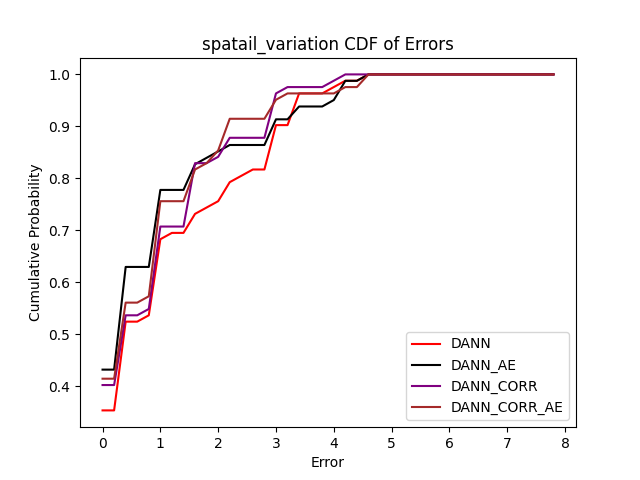 spatail_variation CDF of Errors
Cumulative Probability
1.0
0.9
0.8
0.7
0.6
0.5
0.4
0 1 2 3 4 5 6 7 8
Error
DANN
DANN_AE
DANN_CORR
DANN_CORR_AE